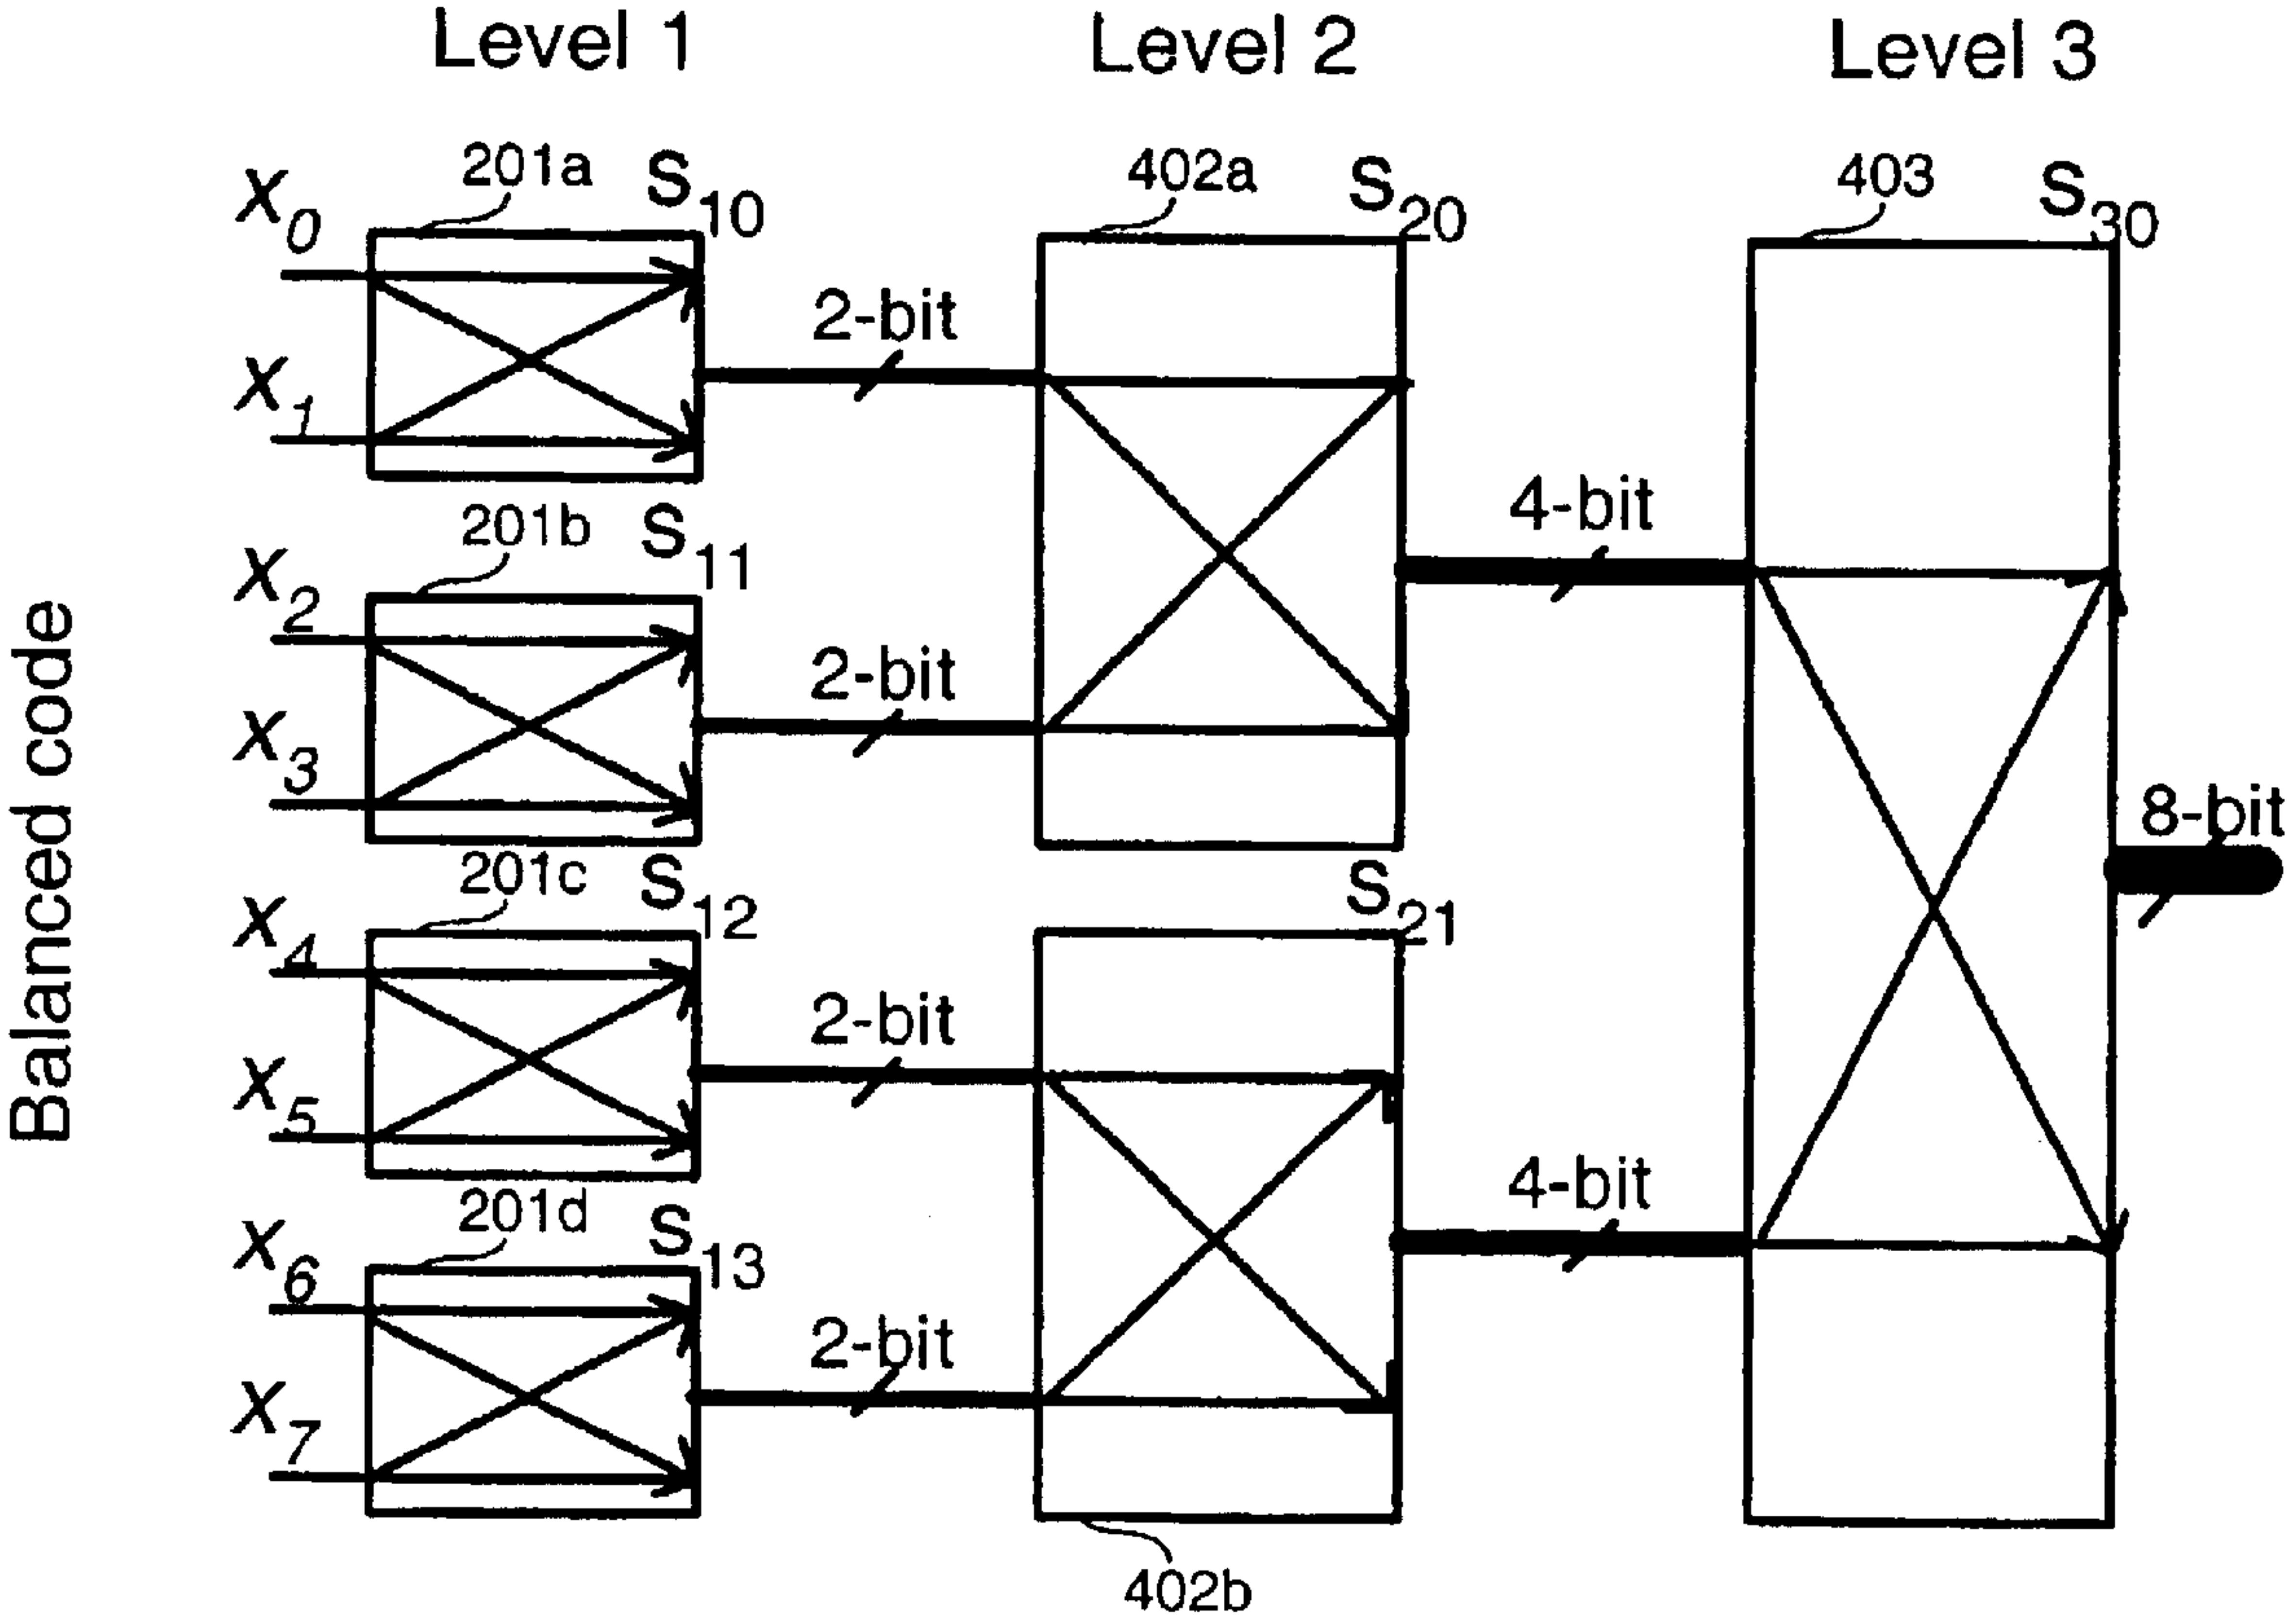 Level 1
Level 2
Level 3
x0
201a
S10
402a
S20
403
S30
2-bit
x1
201b
S11
4-bit
x2
2-bit
x3
8-bit
Balanced code
201c
S12
S21
x4
2-bit
x5
4-bit
201d
S13
x6
2-bit
x7
402b